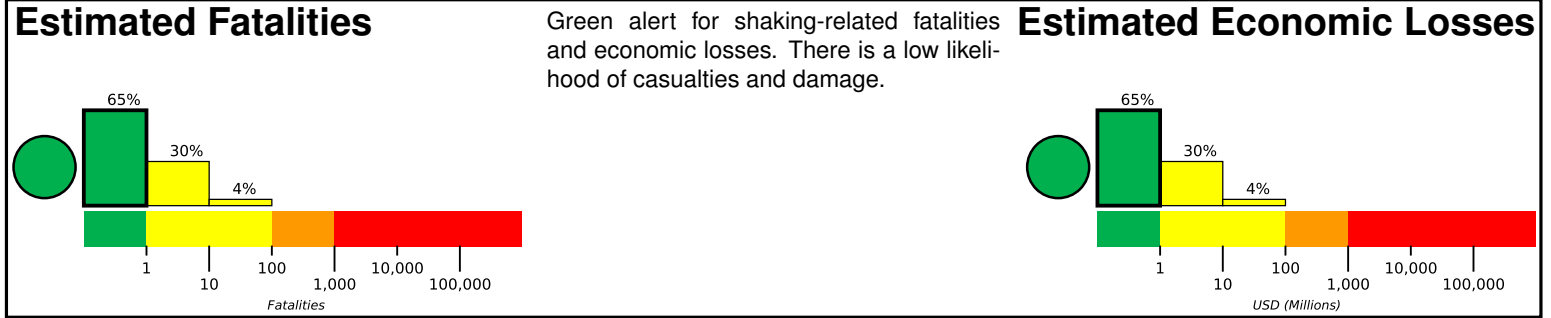 Estimated Fatalities
65%
30%
4%
1
10
100
1,000
10,000
100,000
Fatalities
Green alert for shaking-related fatalities
and economic losses. There is a low likeli-
hood of casualties and damage.
Estimated Economic Losses
65%
30%
4%
1
10
100
1,000
10,000
100,000
USD (Millions)